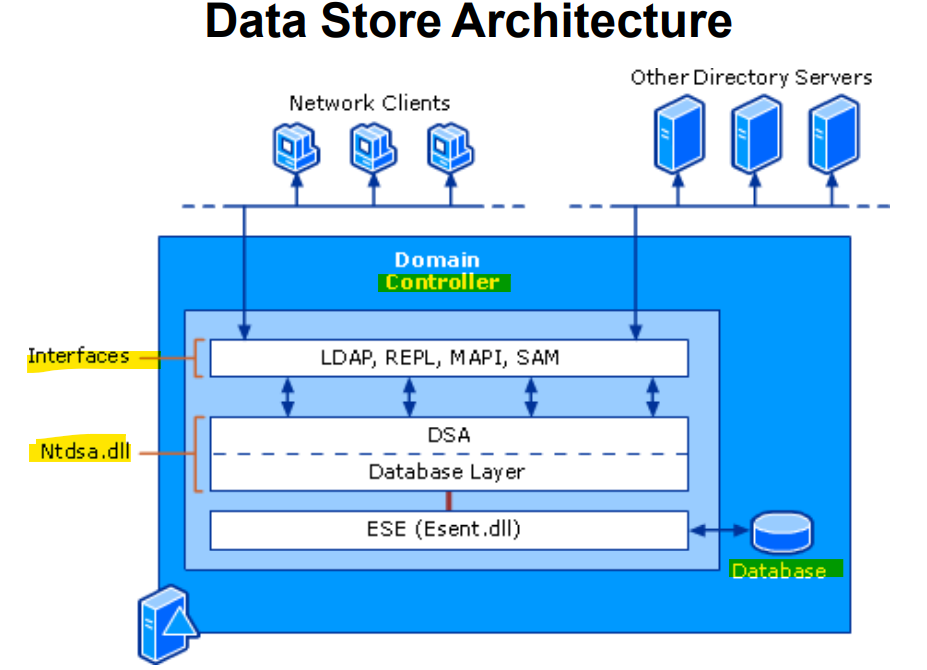 Data Store Architecture
Other Directory Servers
Network Clients
Domain
Controller
Interfaces
LDAP, REPL, MAPI, SAM
Ntdsa.dll
DSA
Database Layer
ESE (Esent.dll)
Database